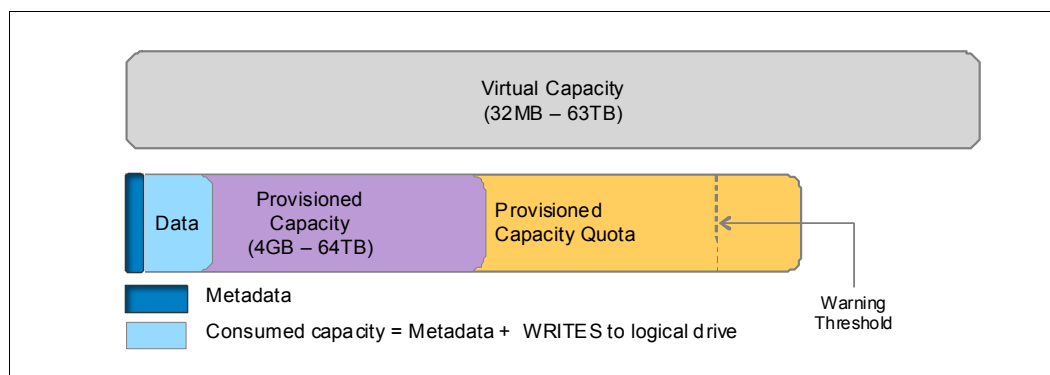 Virtual Capacity
(32MB – 63TB)
Data
Provisioned
Capacity
(4GB – 64TB)
Provisioned
Capacity Quota
Warning
Threshold
Metadata
Consumed capacity = Metadata + WRITES to logical drive